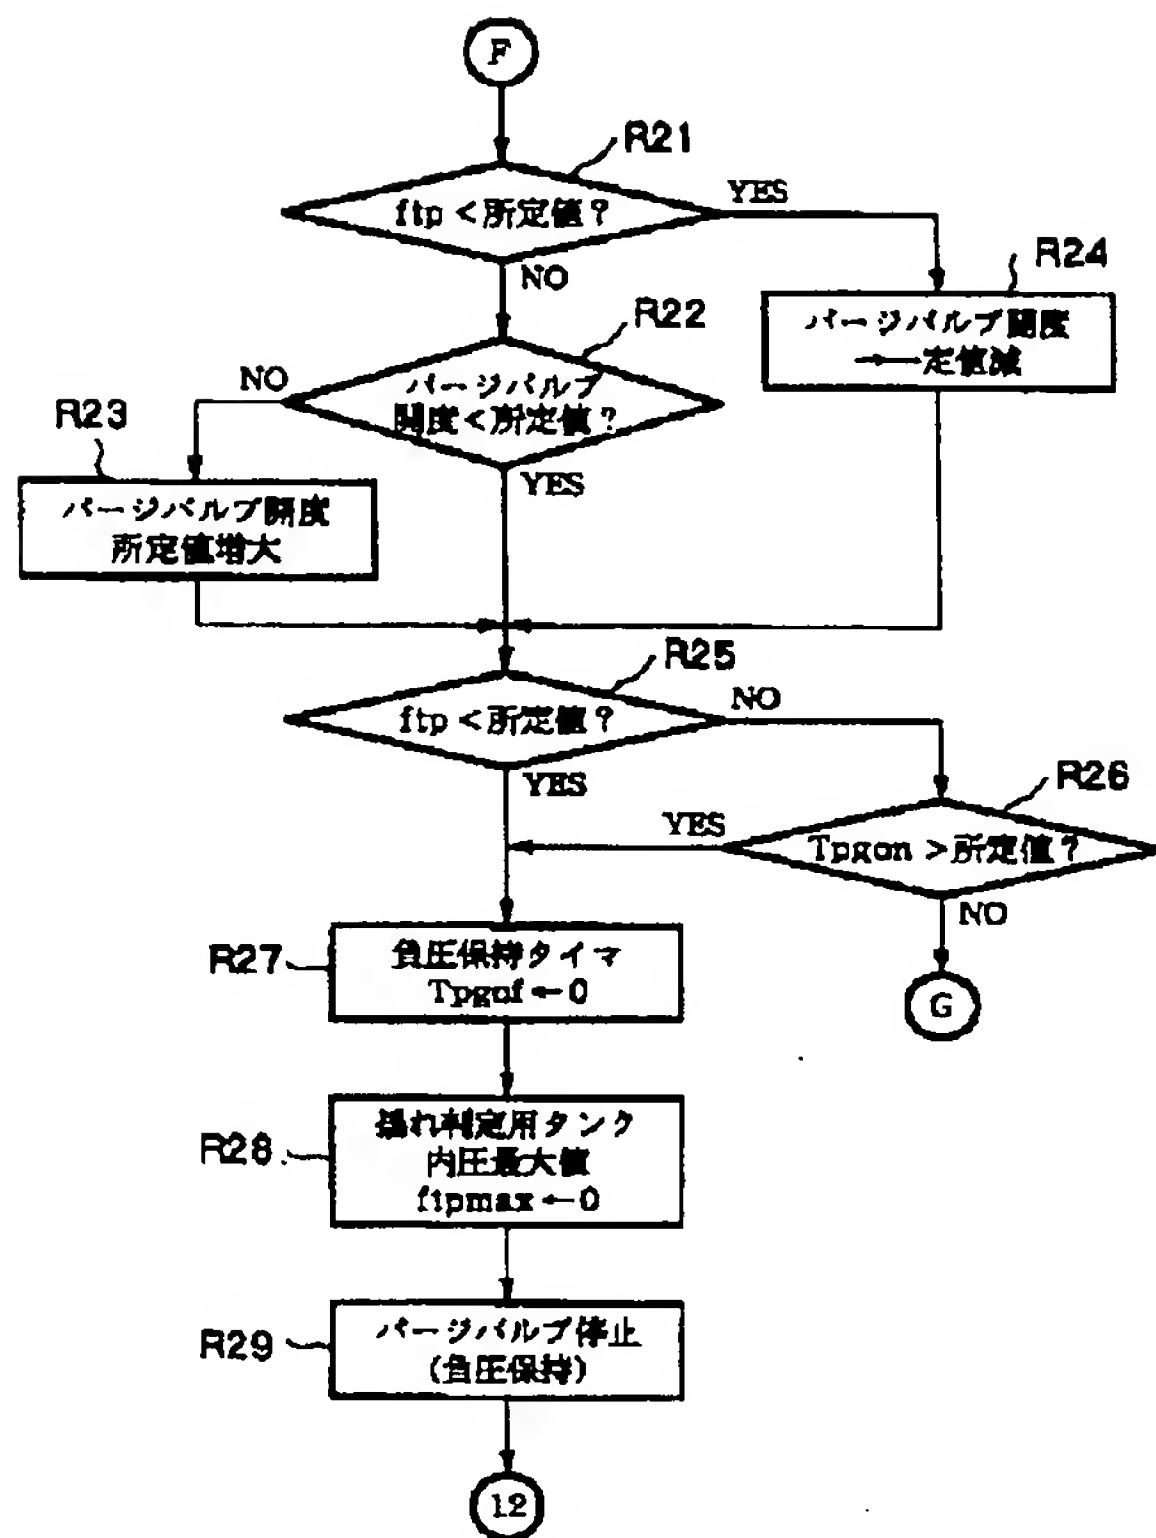 F
R21
ftp＜所定値？
YES
NO
R24
パージバルブ開度
→一定値減
R22
パージバルブ
開度＜所定値？
NO
YES
R23
パージバルブ開度
所定値増大
R25
ftp＜所定値？
NO
YES
R26
Tpgon＞所定値？
YES
NO
G
R27
負圧保持タイマ
Tpgof←0
R28
揺れ判定用タンク
内圧最大値
ftpmax←0
R29
パージバルブ停止
(負圧保持)
12